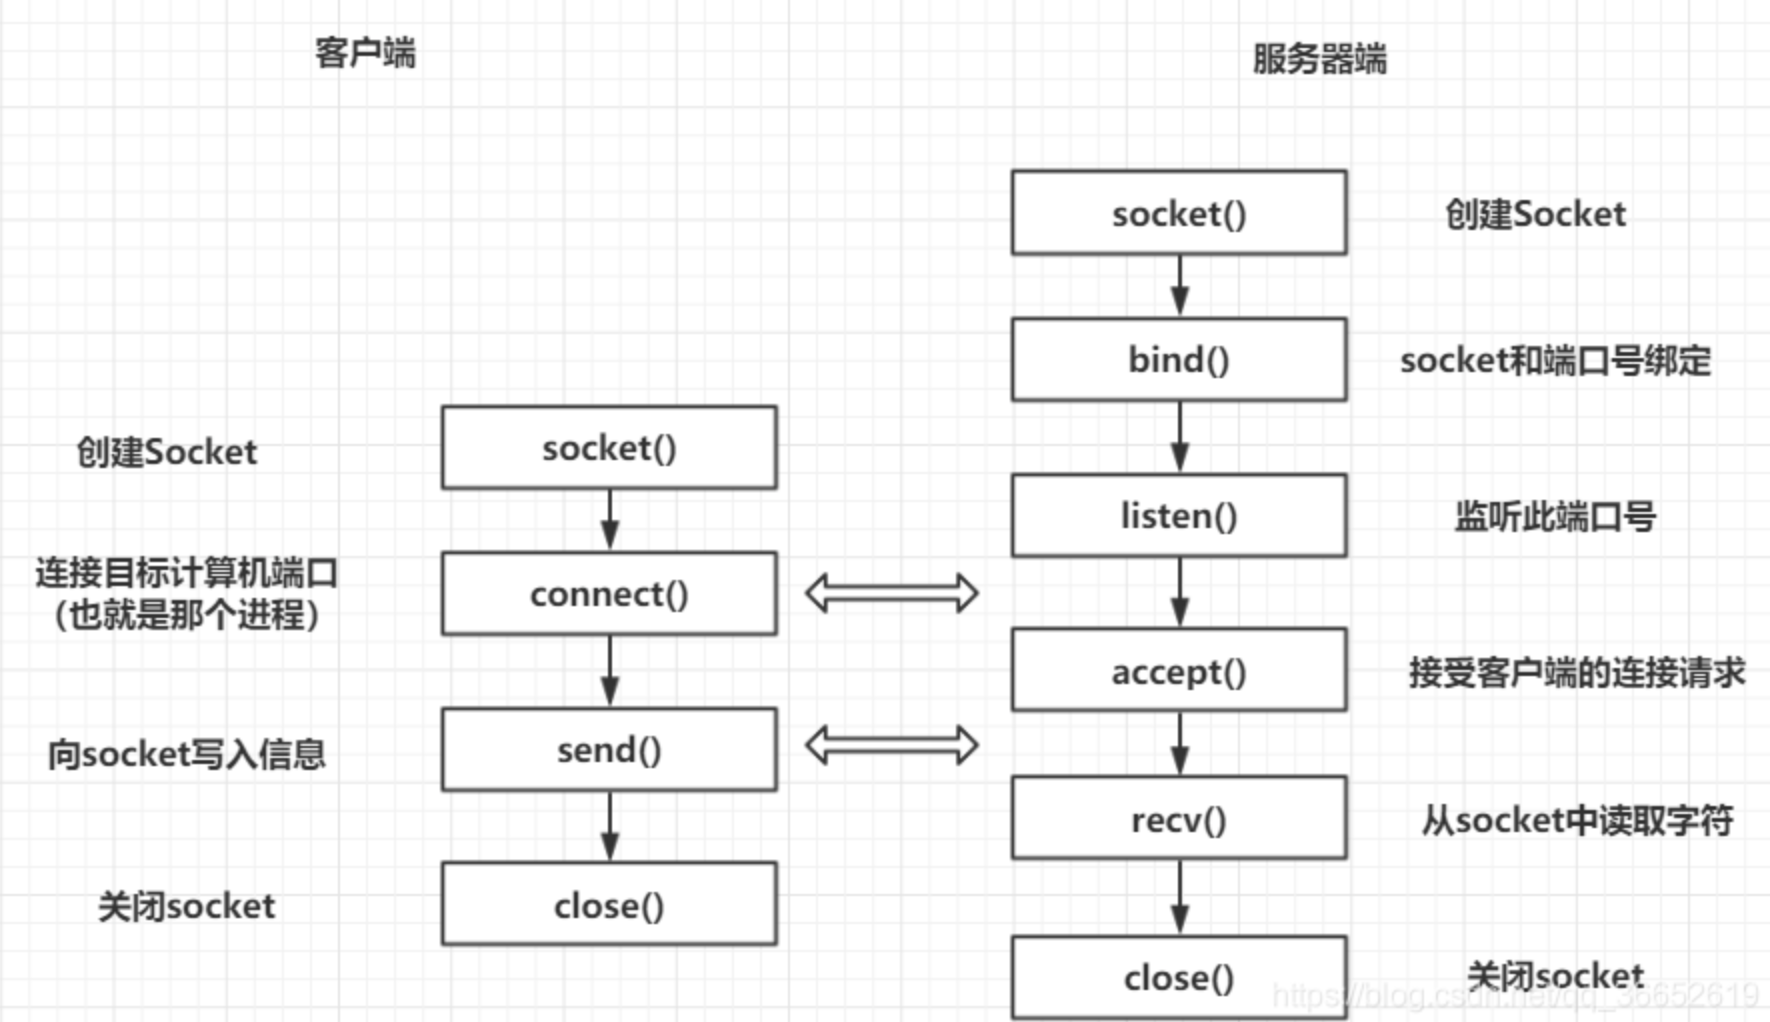 客户端
服务器端
socket()
创建Socket
bind()
socket和端口号绑定
创建Socket
socket()
listen()
监听此端口号
连接目标计算机端口
（也就是那个进程）
connect()
accept()
接受客户端的连接请求
向socket写入信息
send()
recv()
从socket中读取字符
关闭socket
close()
close()
关闭socket
https://blog.csdn.net/qq_36652619